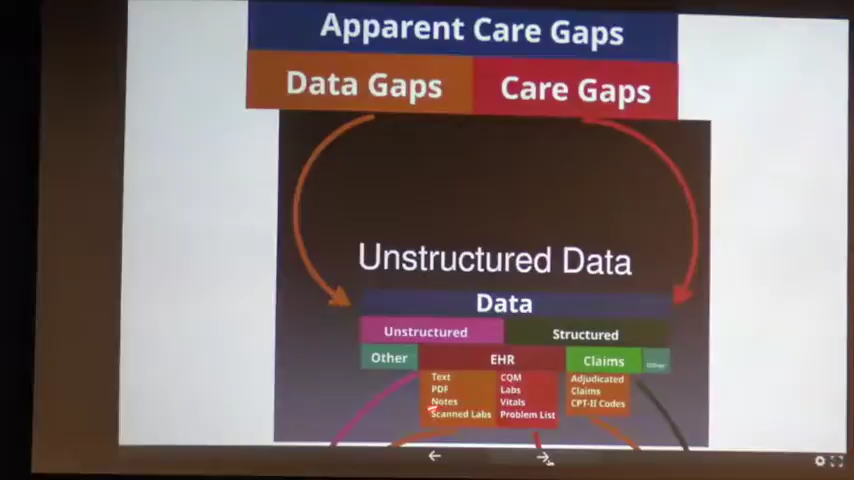 Apparent Care Gaps
Data Gaps
Care Gaps
Unstructured Data
Data
Unstructured
Structured
Other
EHR
Claims
Other
Text
PDF
Notes
Scanned Labs
CQM
Labs
Vitals
Problem List
Adjudicated
Claims
CPT-II Codes